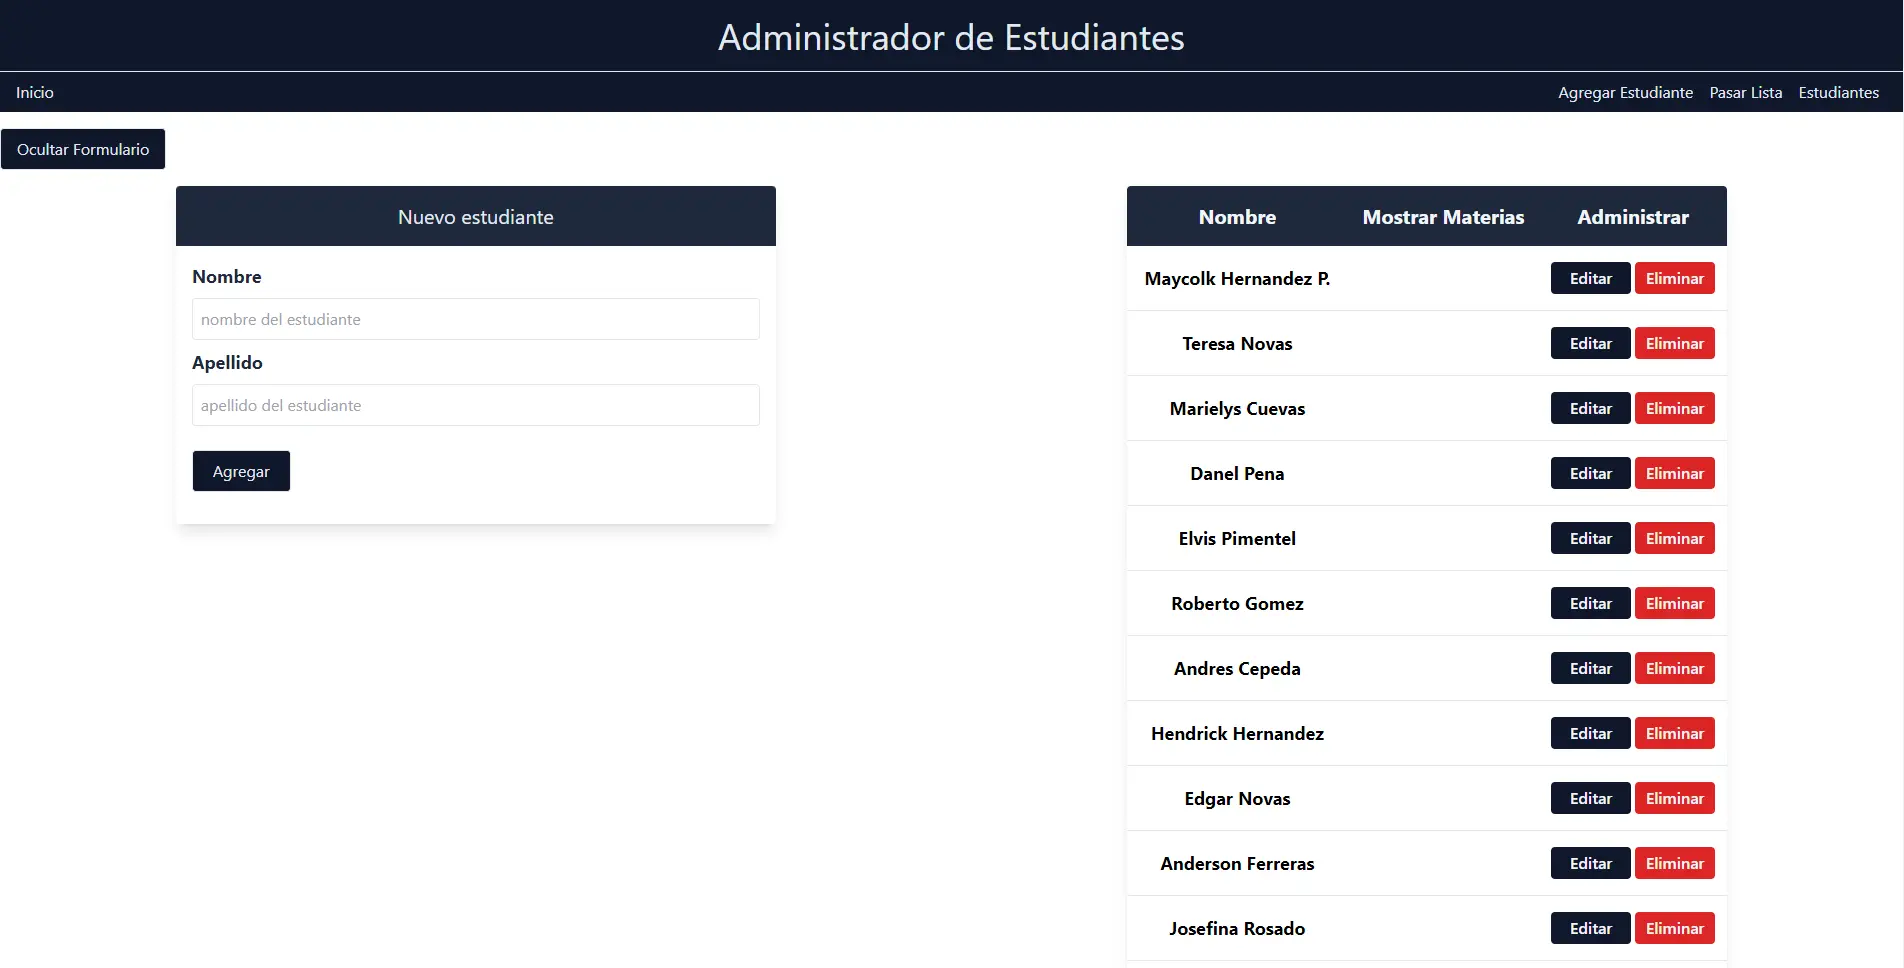 Administrador de Estudiantes
Inicio Agregar Estudiante Pasar Lista Estudiantes
Ocultar Formulario
Nuevo estudiante
Nombre
nombre del estudiante
Apellido
apellido del estudiante
Agregar
Nombre Mostrar Materias Administrar
Maycolk Hernandez P. Editar Eliminar
Teresa Novas Editar Eliminar
Marielys Cuevas Editar Eliminar
Danel Pena Editar Eliminar
Elvis Pimentel Editar Eliminar
Roberto Gomez Editar Eliminar
Andres Cepeda Editar Eliminar
Hendrick Hernandez Editar Eliminar
Edgar Novas Editar Eliminar
Anderson Ferreras Editar Eliminar
Josefina Rosado Editar Eliminar